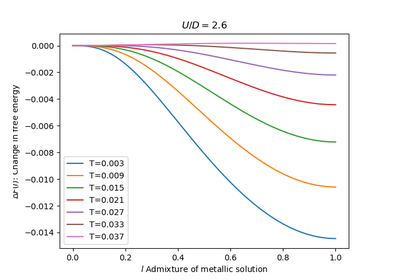 U/D = 2.6
0.000
−0.002
−0.004
−0.006
−0.008
−0.010
−0.012
−0.014
Change in free energy
T=0.003
T=0.009
T=0.015
T=0.021
T=0.027
T=0.033
T=0.037
0.0 0.2 0.4 0.6 0.8 1.0
l Admixture of metallic solution